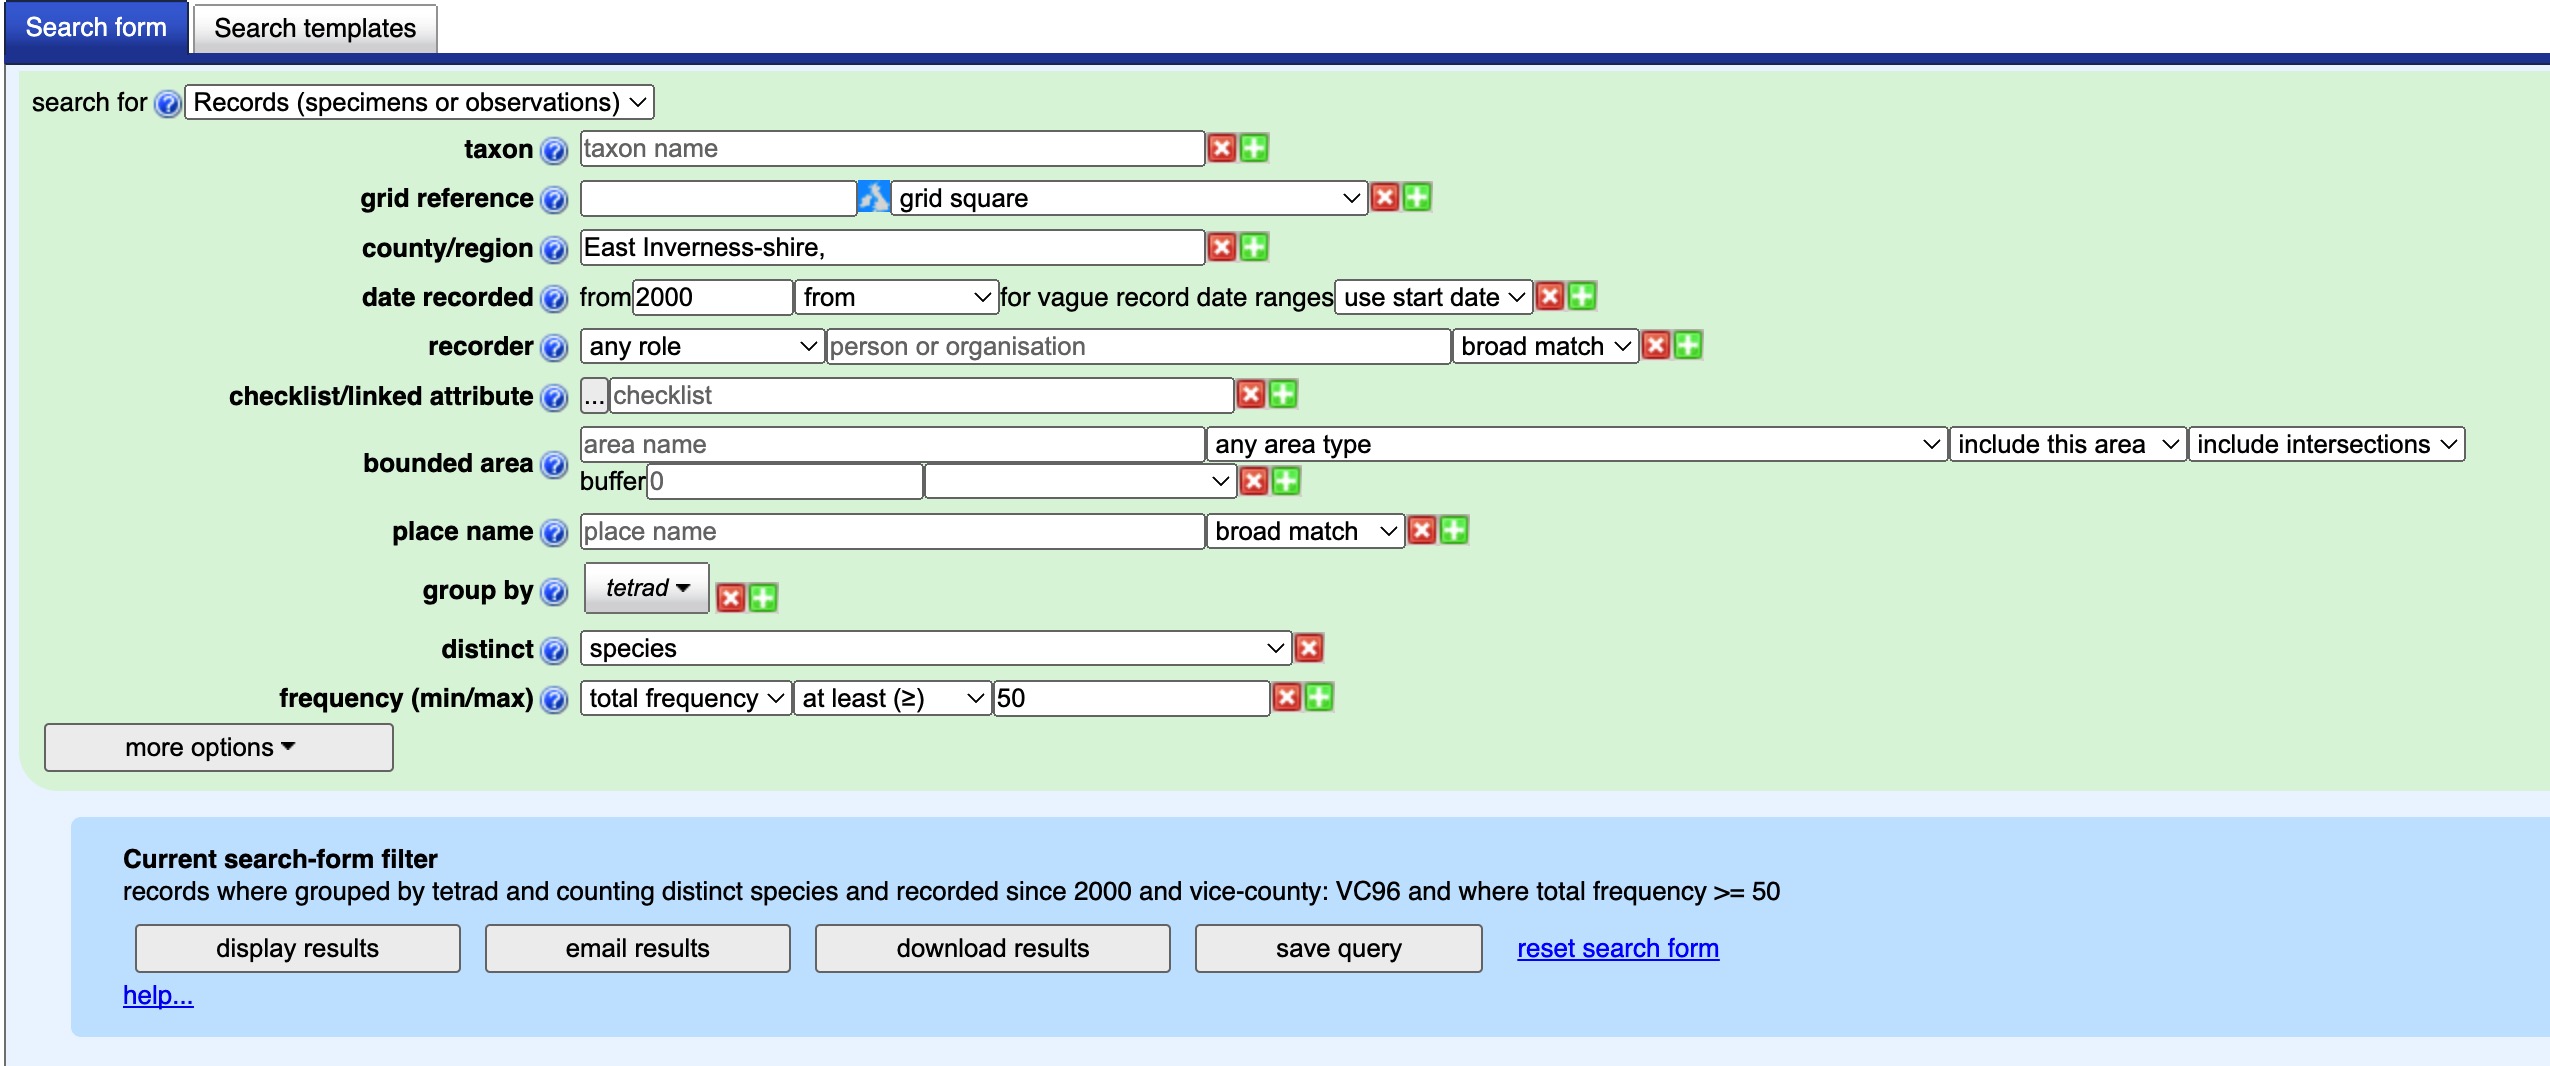 Search form Search templates
search for Records (specimens or observations)
taxon taxon name
grid reference grid square
county/region East Inverness-shire,
date recorded from 2000 from for vague record date ranges use start date
recorder any role person or organisation broad match
checklist/linked attribute ... checklist
bounded area area name any area type include this area include intersections
buffer 0
place name place name broad match
group by tetrad
distinct species
frequency (min/max) total frequency at least (≥) 50
more options
Current search-form filter
records where grouped by tetrad and counting distinct species and recorded since 2000 and vice-county: VC96 and where total frequency >= 50
display results email results download results save query reset search form
help...